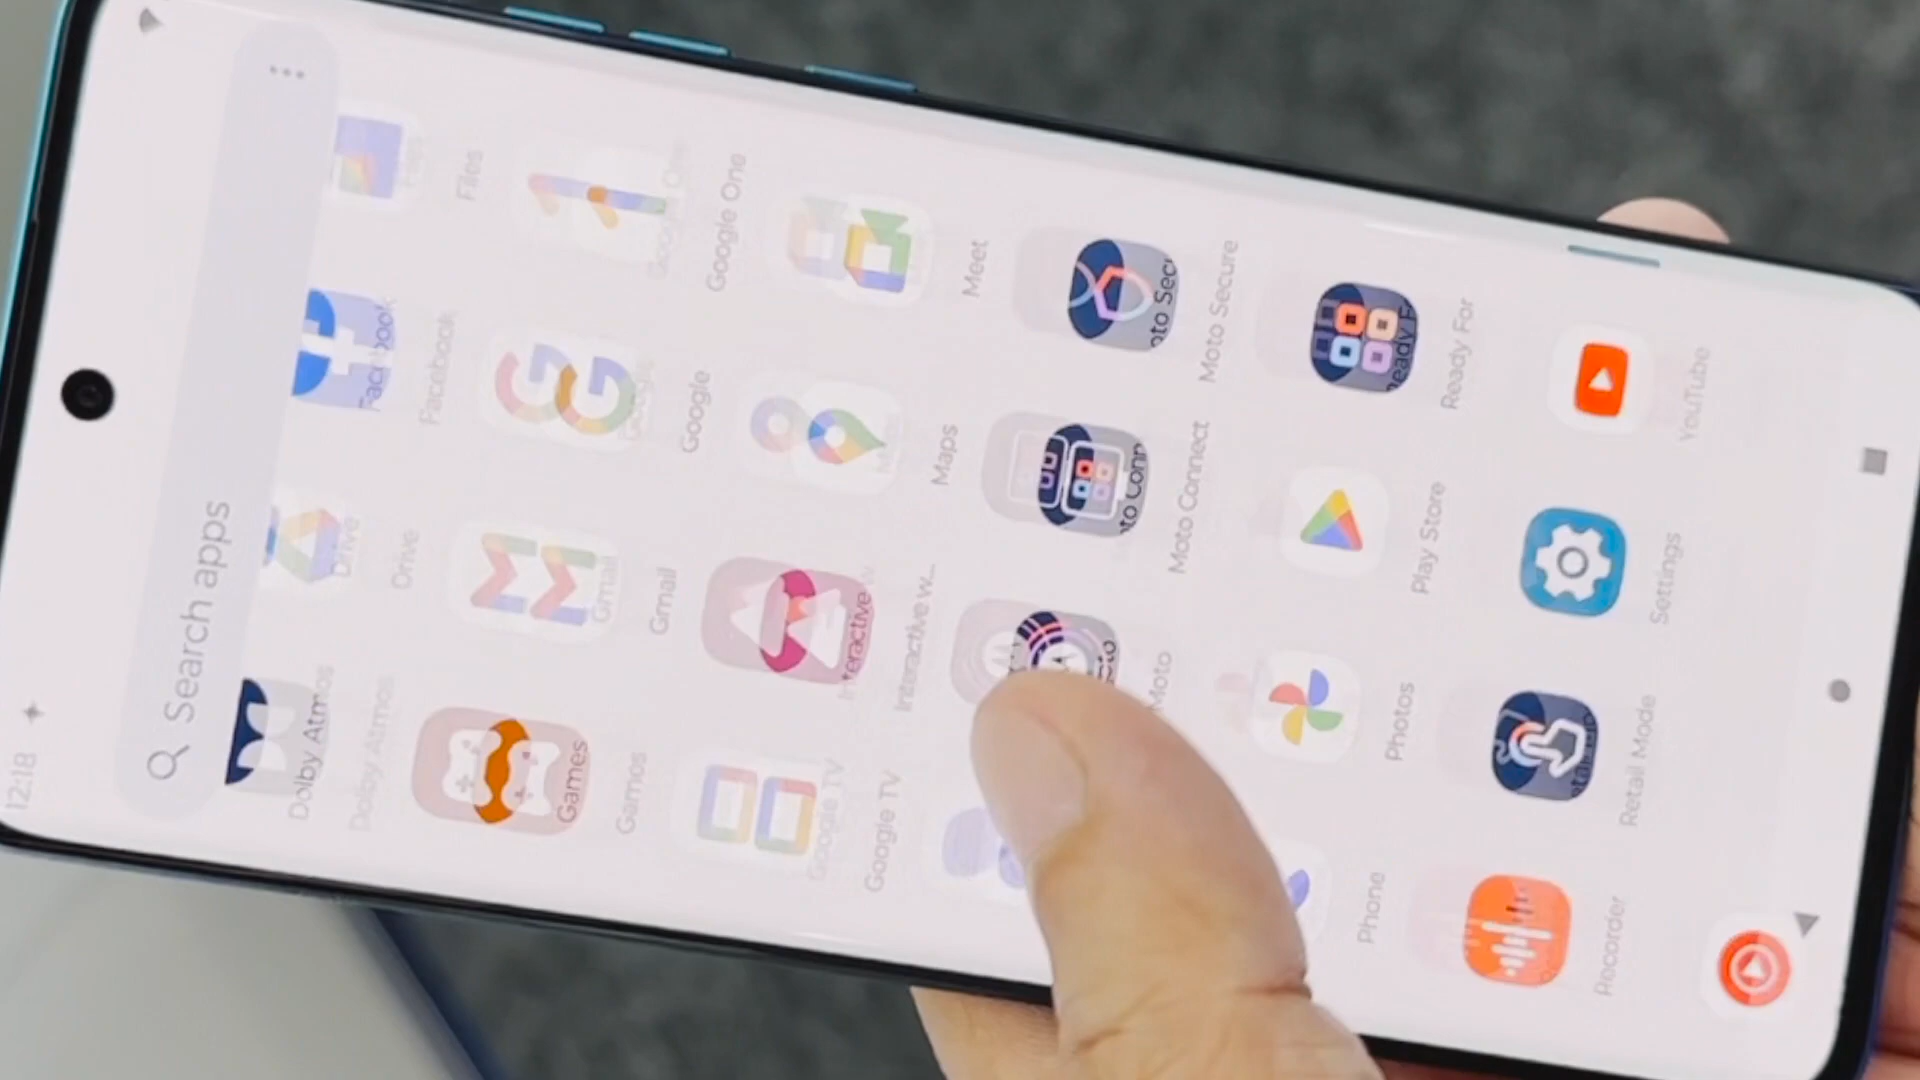 12:18
Search apps
Dolby Atmos
Drive
Facebook
Files
Games
Gmail
Google
Google One
Google TV
Interactive w...
Maps
Meet
Moto
Moto Connect
Moto Secure
Phone
Photos
Play Store
Ready For
Recorder
Retail Mode
Settings
YouTube